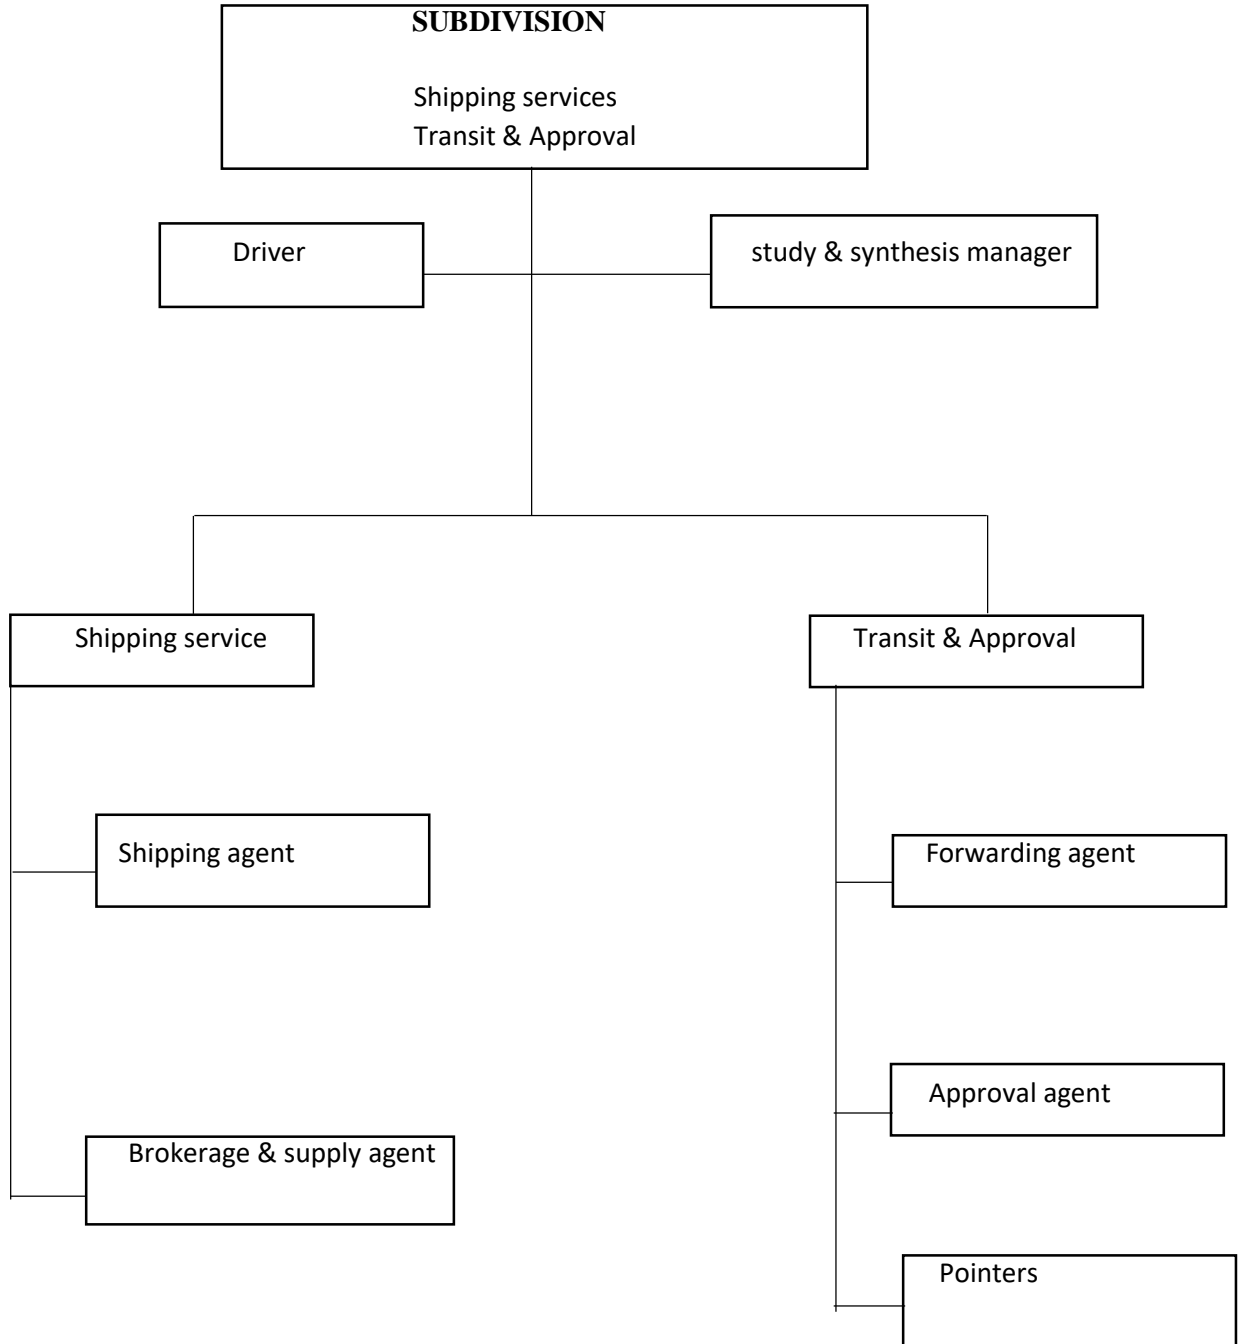 SUBDIVISION
Shipping services
Transit & Approval
Driver
study & synthesis manager
Shipping service
Transit & Approval
Shipping agent
Forwarding agent
Approval agent
Brokerage & supply agent
Pointers